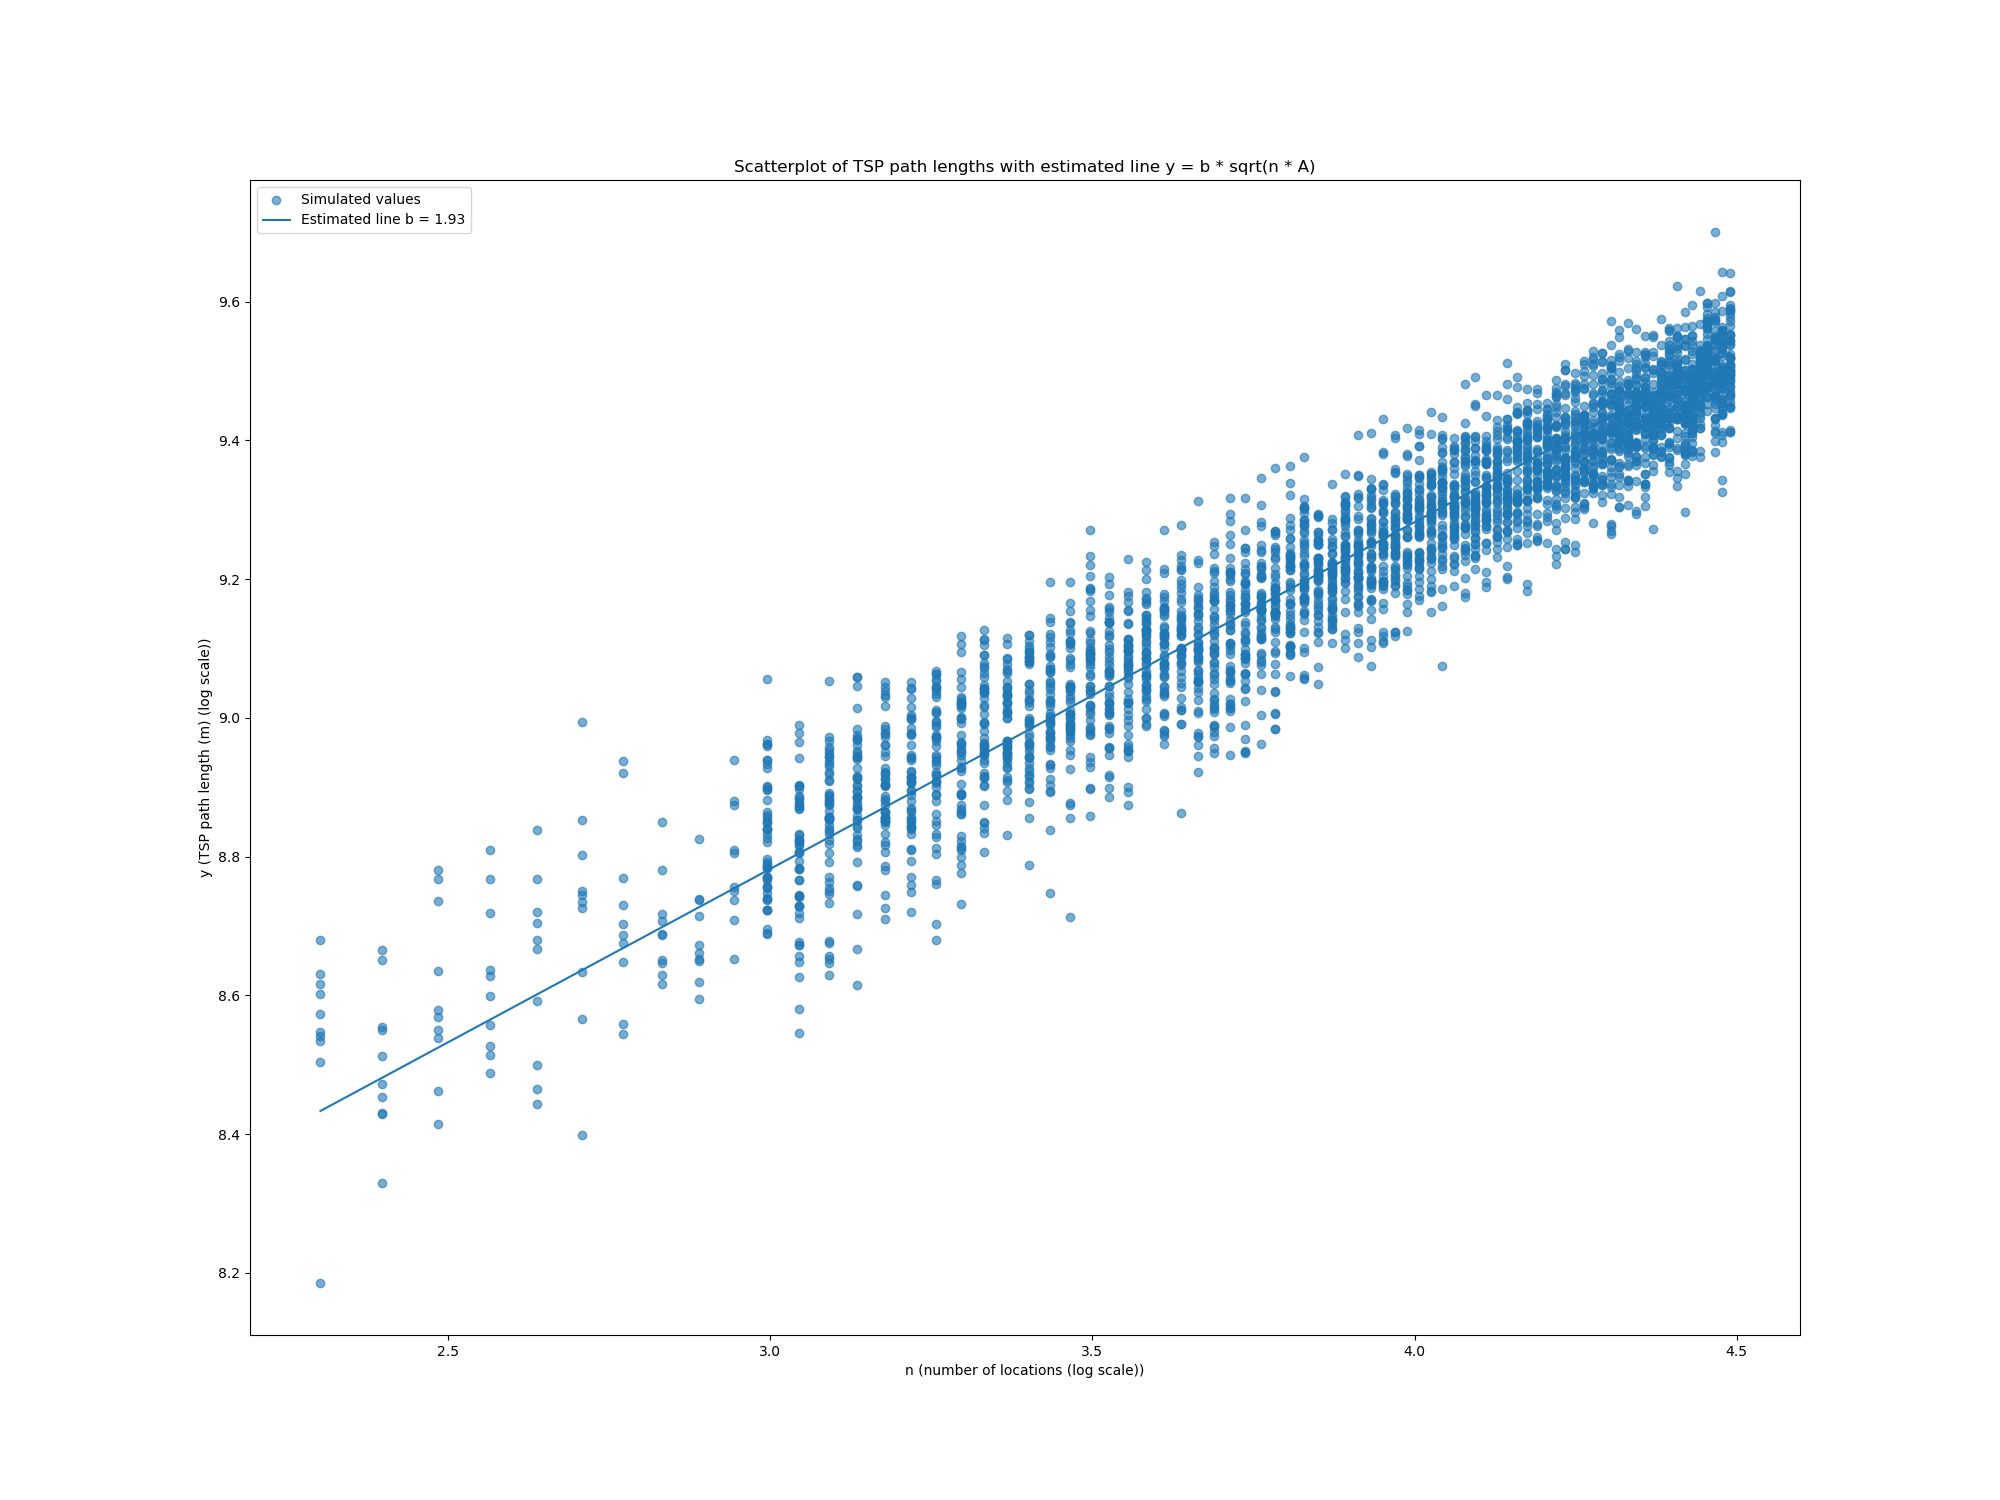 Scatterplot of TSP path lengths with estimated line y = b * sqrt(n * A)
Simulated values
Estimated line b = 1.93
9.6
9.4
9.2
9.0
8.8
8.6
8.4
8.2
y (TSP path length (m) (log scale))
2.5
3.0
3.5
4.0
4.5
n (number of locations (log scale))